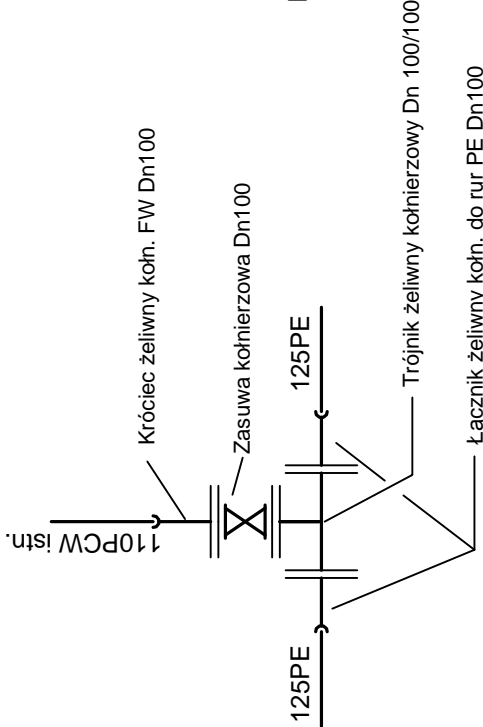 110PCW istn.
Króciec żeliwny kołn. FW Dn100
Zasuwa kołnierzowa Dn100
125PE
125PE
Trójnik żeliwny kołnierzowy Dn 100/100
Łącznik żeliwny kołn. do rur PE Dn100